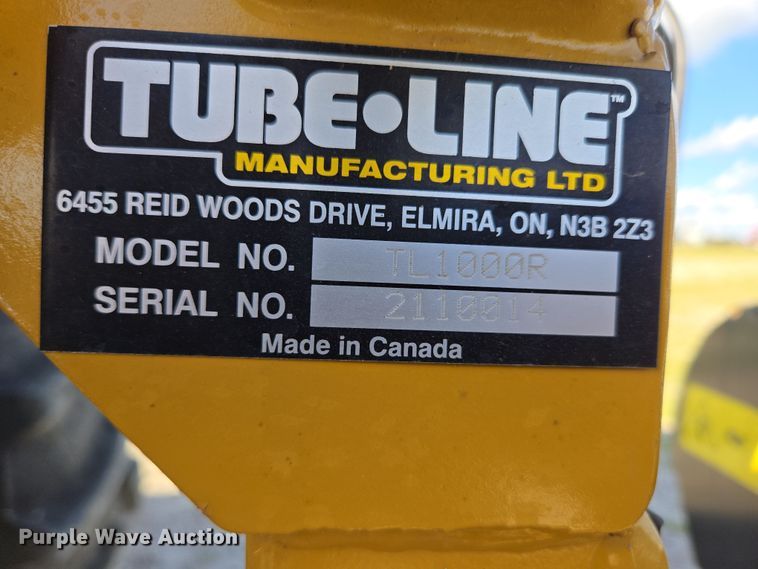 TUBE•LINE™
MANUFACTURING LTD
6455 REID WOODS DRIVE, ELMIRA, ON, N3B 2Z3
MODEL NO. TL1000R
SERIAL NO. 2110014
Made in Canada
Purple Wave Auction